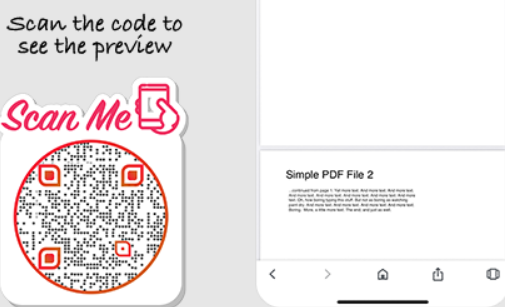 Scan the code to
see the preview
Scan Me
Simple PDF File 2
...continued from page 1. Yet more text. And more text. And more text.
And more text. And more text. And more text. And more text. And more
text. Oh, how boring typing this stuff. But not as boring as watching
paint dry. And more text. And more text. And more text. And more text.
Boring. More, a little more text. The end, and just as well.